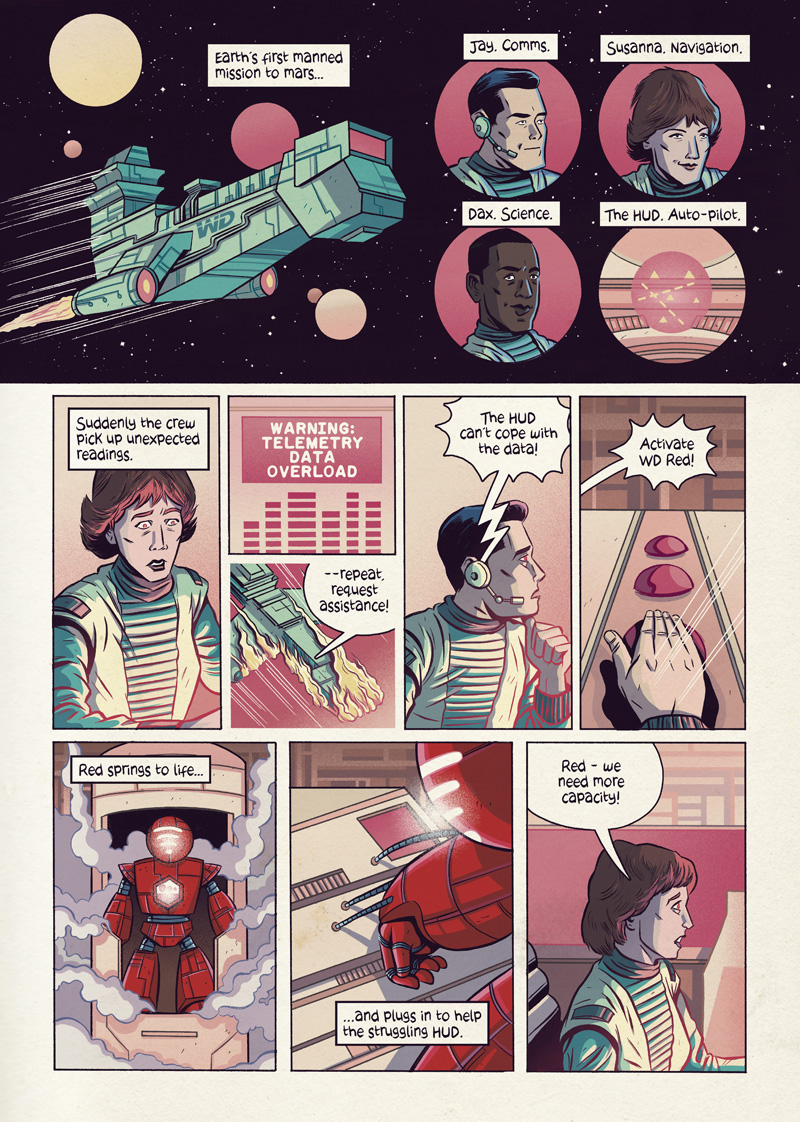 Earth's first manned
mission to mars...
Jay. Comms.
Susanna. Navigation.
Dax. Science.
The HUD. Auto-pilot.
WD
Suddenly the crew
pick up unexpected
readings.
WARNING:
TELEMETRY
DATA
OVERLOAD
--repeat,
request
assistance!
The HUD
can't cope with
the data!
Activate
WD Red!
Red springs to life...
...and plugs in to help
the struggling HUD.
Red - we
need more
capacity!